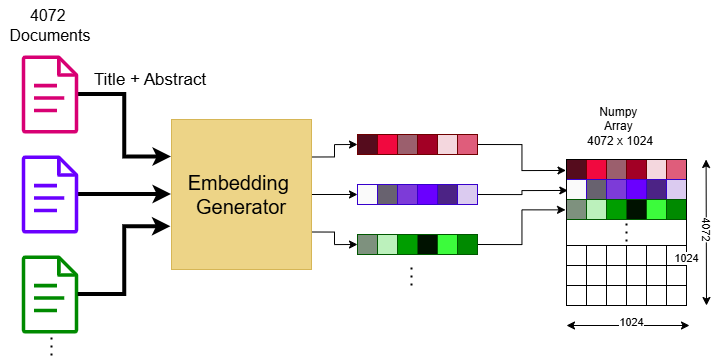 4072
Documents
Title + Abstract
Embedding
Generator
Numpy
Array
4072 x 1024
4072
1024
1024